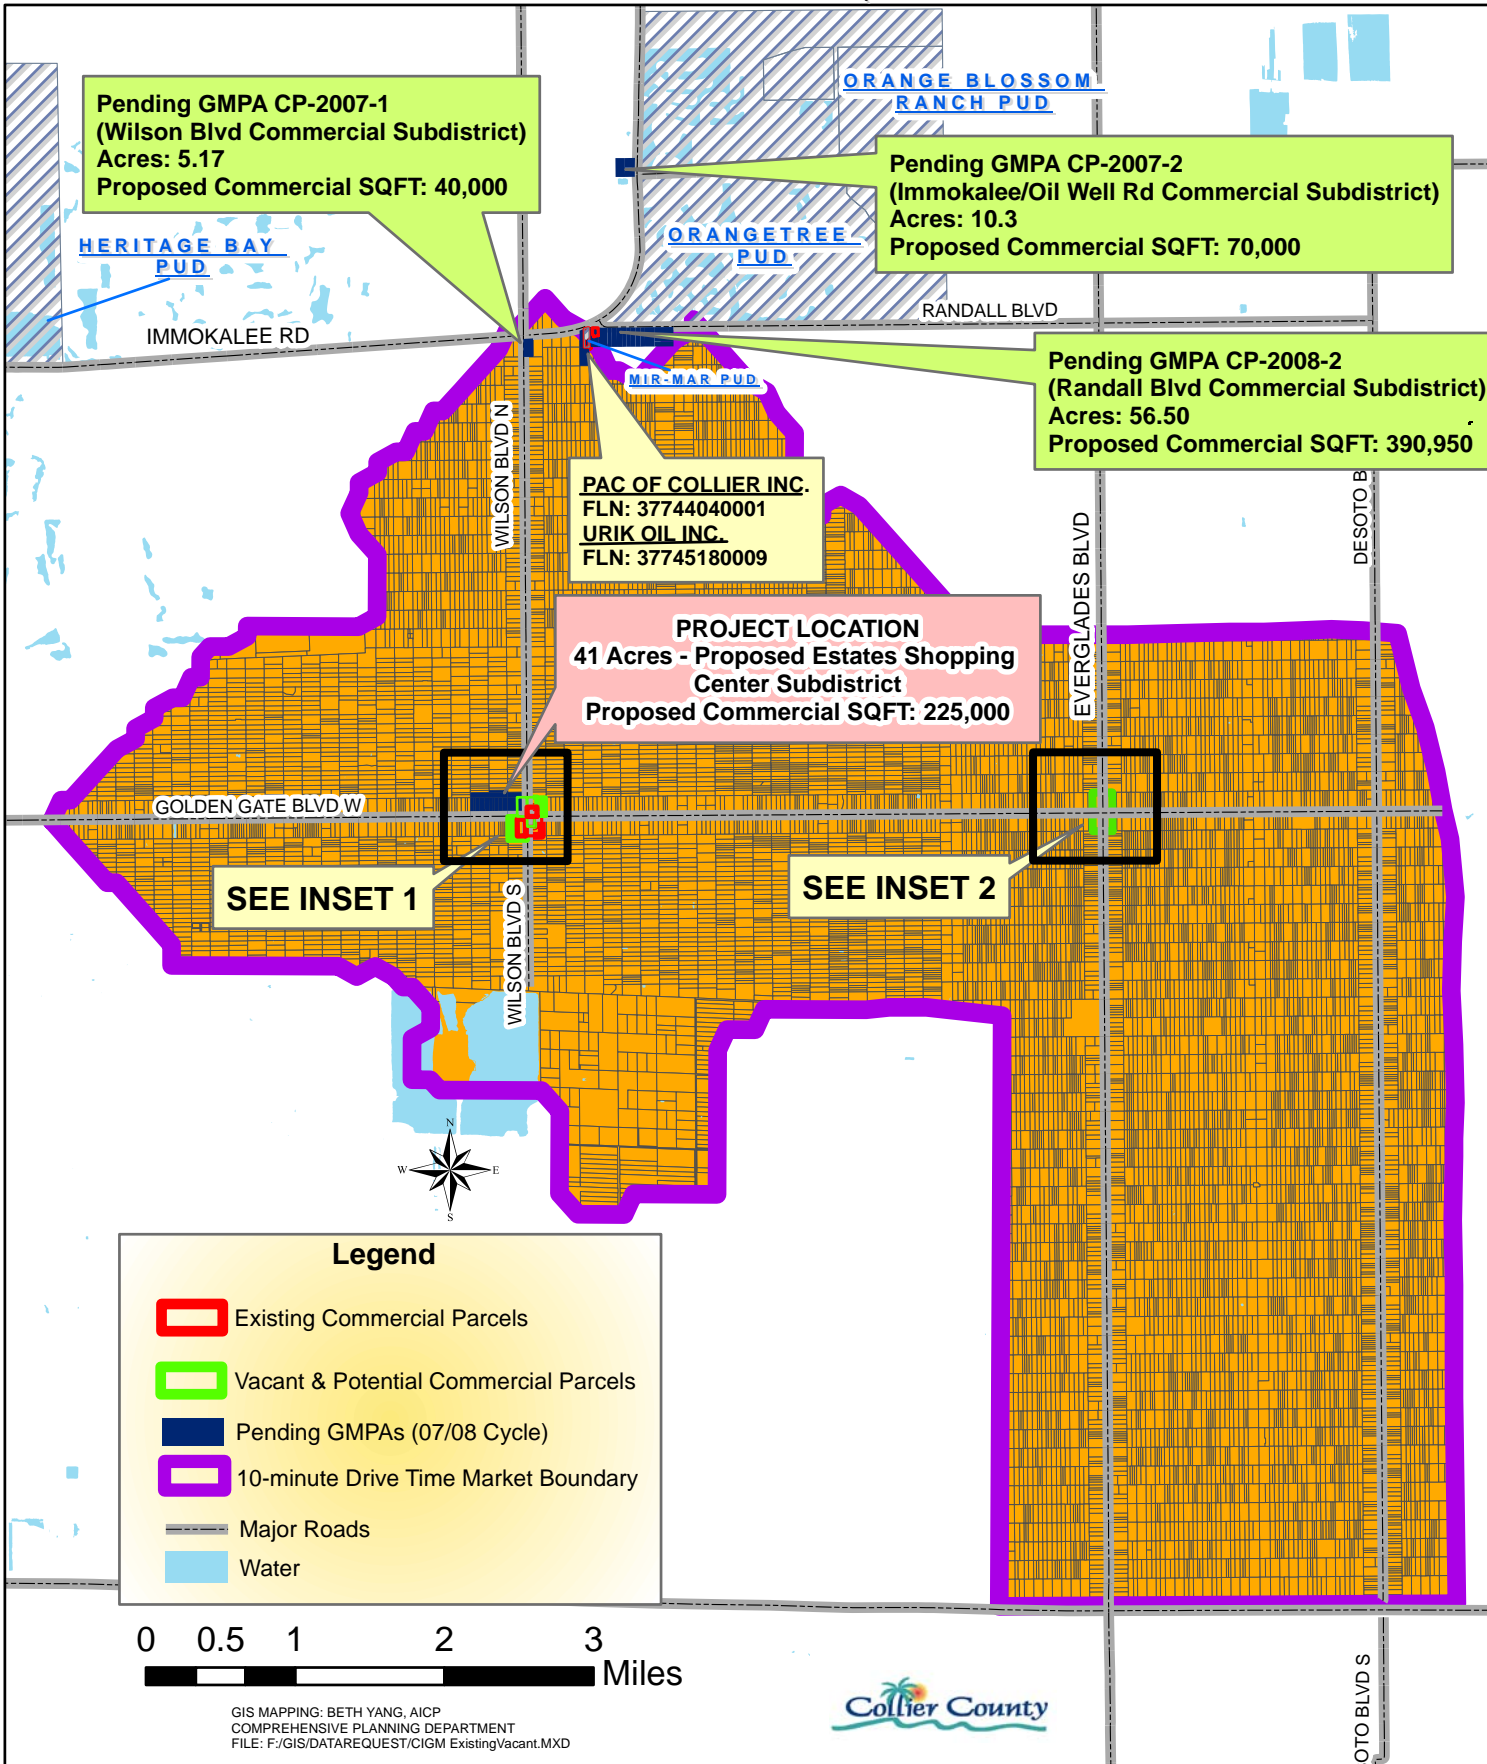 ORANGE BLOSSOM
RANCH PUD
Pending GMPA CP-2007-1
(Wilson Blvd Commercial Subdistrict)
Acres: 5.17
Proposed Commercial SQFT: 40,000
Pending GMPA CP-2007-2
(Immokalee/Oil Well Rd Commercial Subdistrict)
Acres: 10.3
Proposed Commercial SQFT: 70,000
HERITAGE BAY
PUD
ORANGETREE
PUD
IMMOKALEE RD
RANDALL BLVD
Pending GMPA CP-2008-2
(Randall Blvd Commercial Subdistrict)
Acres: 56.50
Proposed Commercial SQFT: 390,950
MIR-MAR PUD
WILSON BLVD N
PAC OF COLLIER INC.
FLN: 37744040001
URIK OIL INC.
FLN: 37745180009
EVERGLADES BLVD
DESOTO B
PROJECT LOCATION
41 Acres - Proposed Estates Shopping
Center Subdistrict
Proposed Commercial SQFT: 225,000
GOLDEN GATE BLVD W
SEE INSET 1
SEE INSET 2
WILSON BLVD S
N
W
E
S
Legend
Existing Commercial Parcels
Vacant & Potential Commercial Parcels
Pending GMPAs (07/08 Cycle)
10-minute Drive Time Market Boundary
Major Roads
Water
0 0.5 1 2 3
Miles
OTO BLVD S
Collier County
GIS MAPPING: BETH YANG, AICP
COMPREHENSIVE PLANNING DEPARTMENT
FILE: F:/GIS/DATAREQUEST/CIGM ExistingVacant.MXD